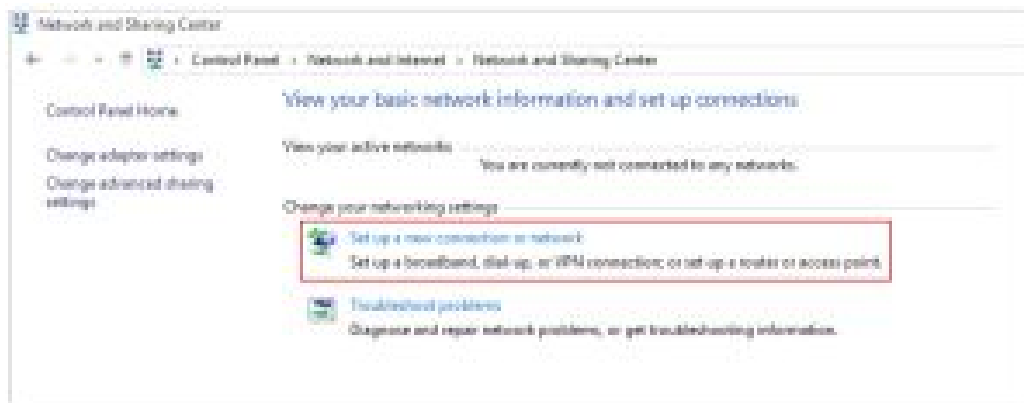 Network and Sharing Center
Control Panel › Network and Internet › Network and Sharing Center
Control Panel Home
View your basic network information and set up connections
Change adapter settings
View your active networks
You are currently not connected to any networks.
Change advanced sharing
settings
Change your networking settings
Set up a new connection or network
Set up a broadband, dial-up, or VPN connection; or set up a router or access point.
Troubleshoot problems
Diagnose and repair network problems, or get troubleshooting information.